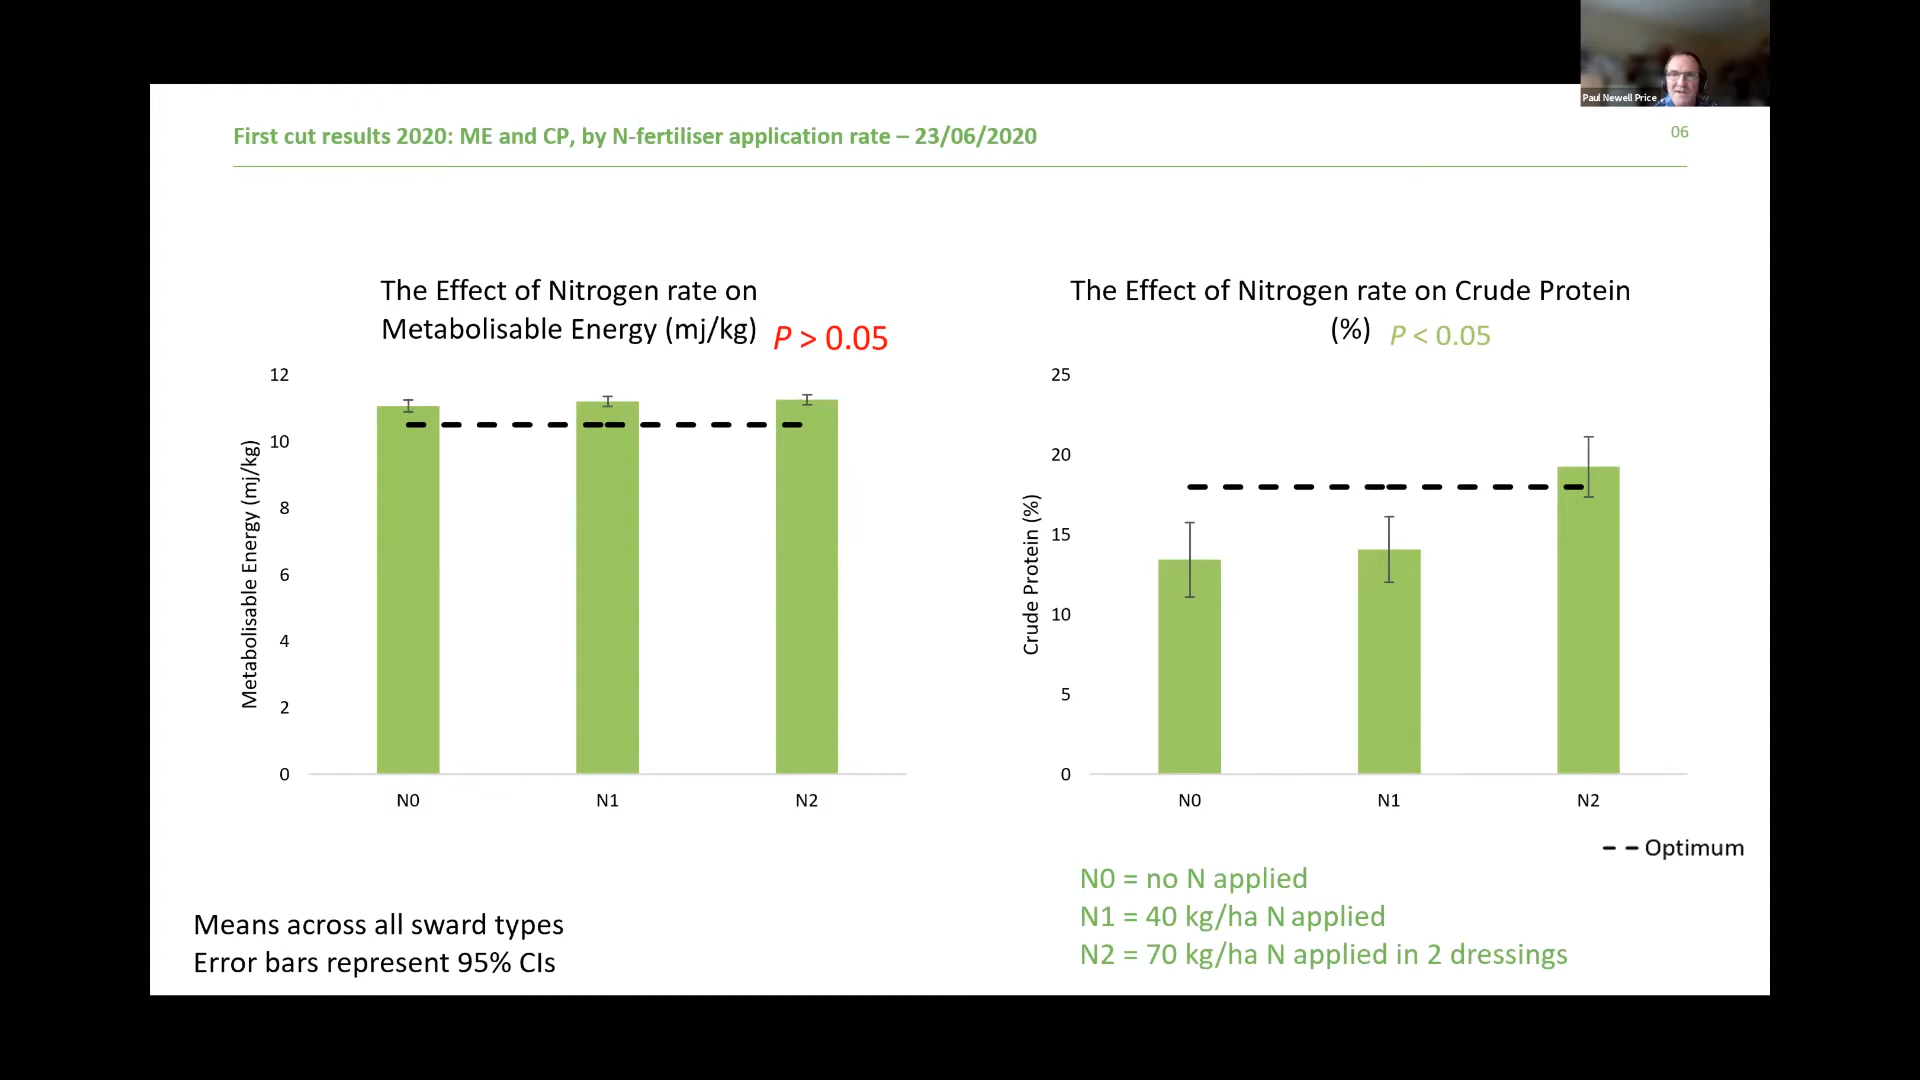 Paul Newell Price
First cut results 2020: ME and CP, by N-fertiliser application rate – 23/06/2020
06
The Effect of Nitrogen rate on
Metabolisable Energy (mj/kg)
P > 0.05
12
10
8
6
4
2
0
Metabolisable Energy (mj/kg)
N0
N1
N2
The Effect of Nitrogen rate on Crude Protein
(%)
P < 0.05
25
20
15
10
5
0
Crude Protein (%)
N0
N1
N2
Optimum
N0 = no N applied
N1 = 40 kg/ha N applied
N2 = 70 kg/ha N applied in 2 dressings
Means across all sward types
Error bars represent 95% CIs